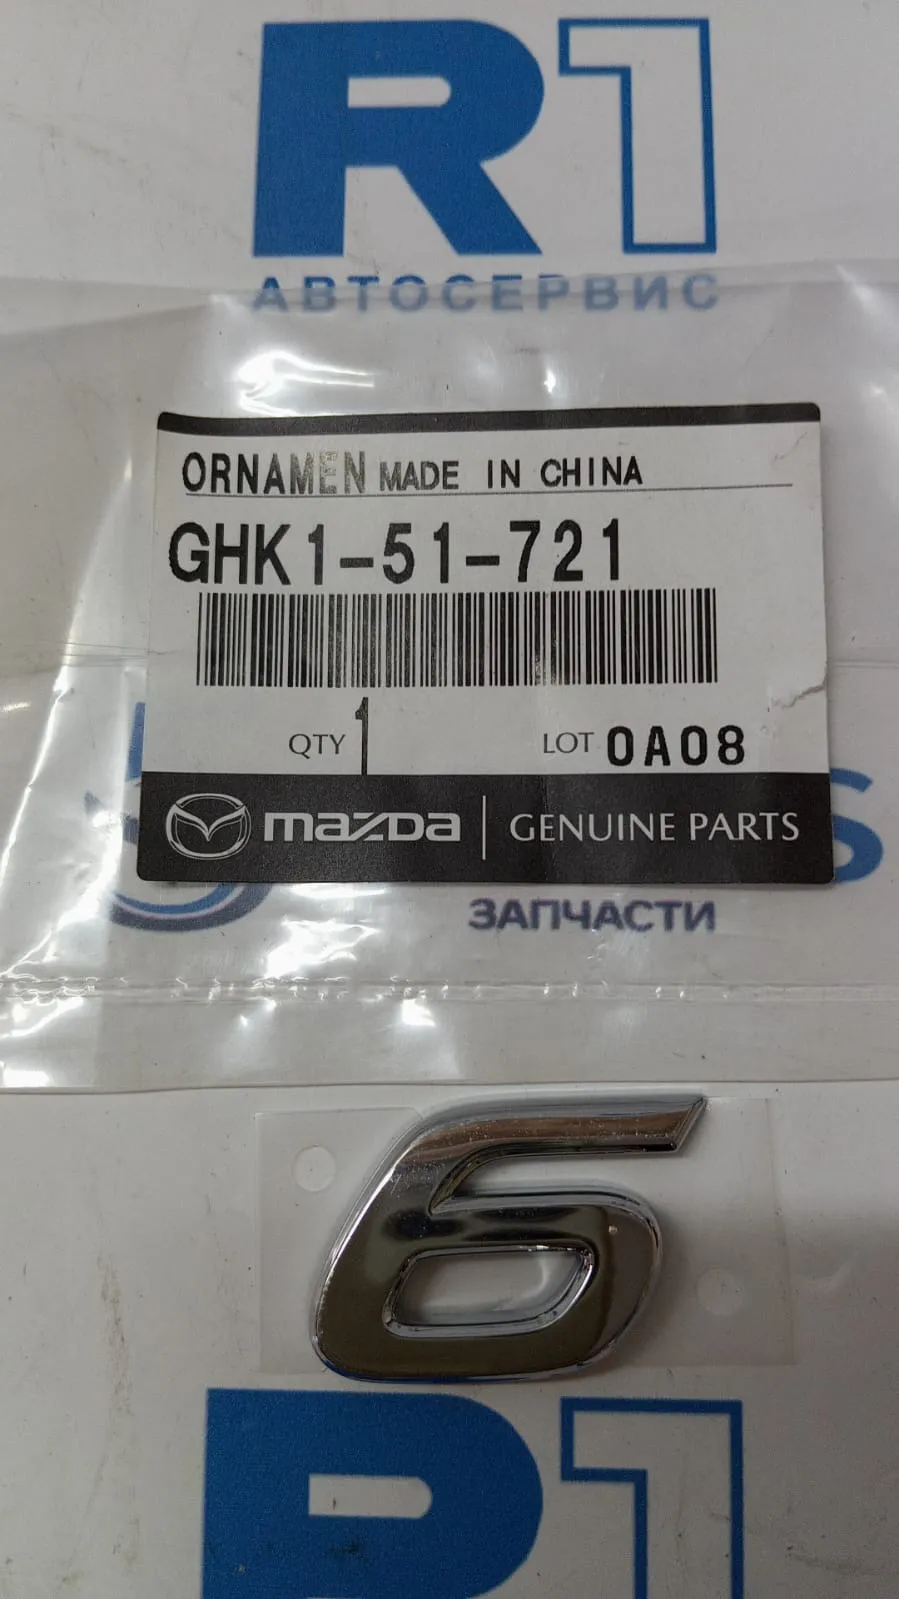 R1
АВТОСЕРВИС
ORNAMEN MADE IN CHINA
GHK1-51-721
QTY 1 LOT 0A08
mazda GENUINE PARTS
S
ЗАПЧАСТИ
6
R1